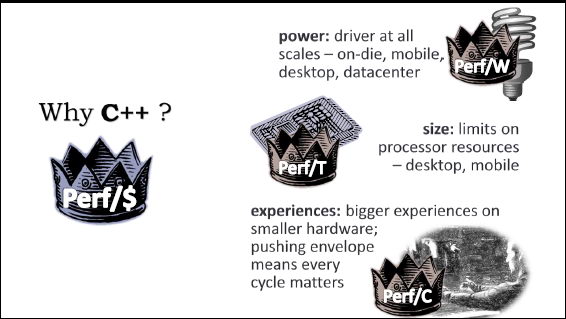 Why C++ ?
Perf/$
power: driver at all
scales – on-die, mobile,
desktop, datacenter
Perf/W
size: limits on
processor resources
– desktop, mobile
Perf/T
experiences: bigger experiences on
smaller hardware;
pushing envelope
means every
cycle matters
Perf/C